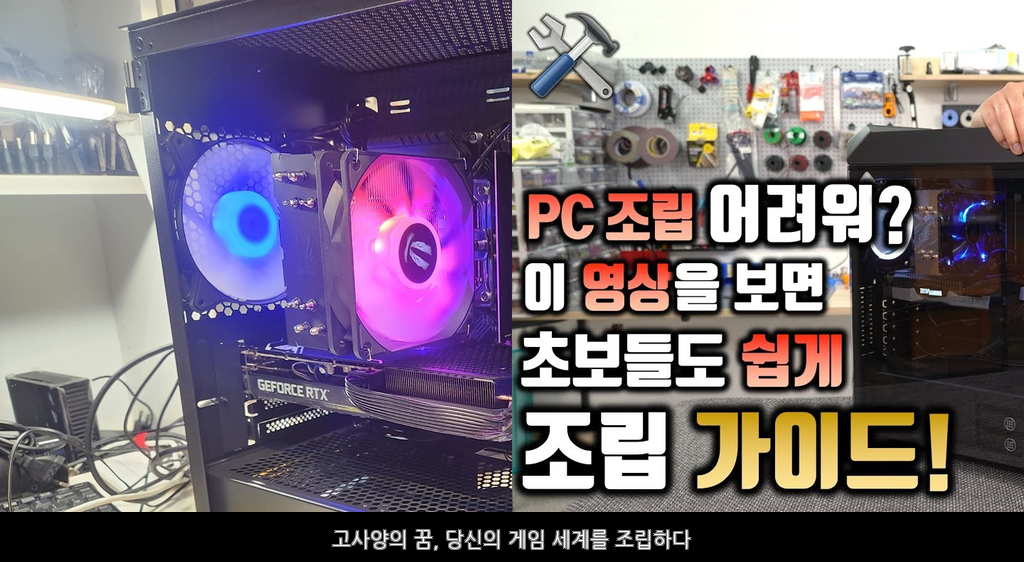 GEFORCE RTX
PC 조립 어려워?
이 영상을 보면
초보들도 쉽게
조립 가이드!
고사양의 꿈, 당신의 게임 세계를 조립하다